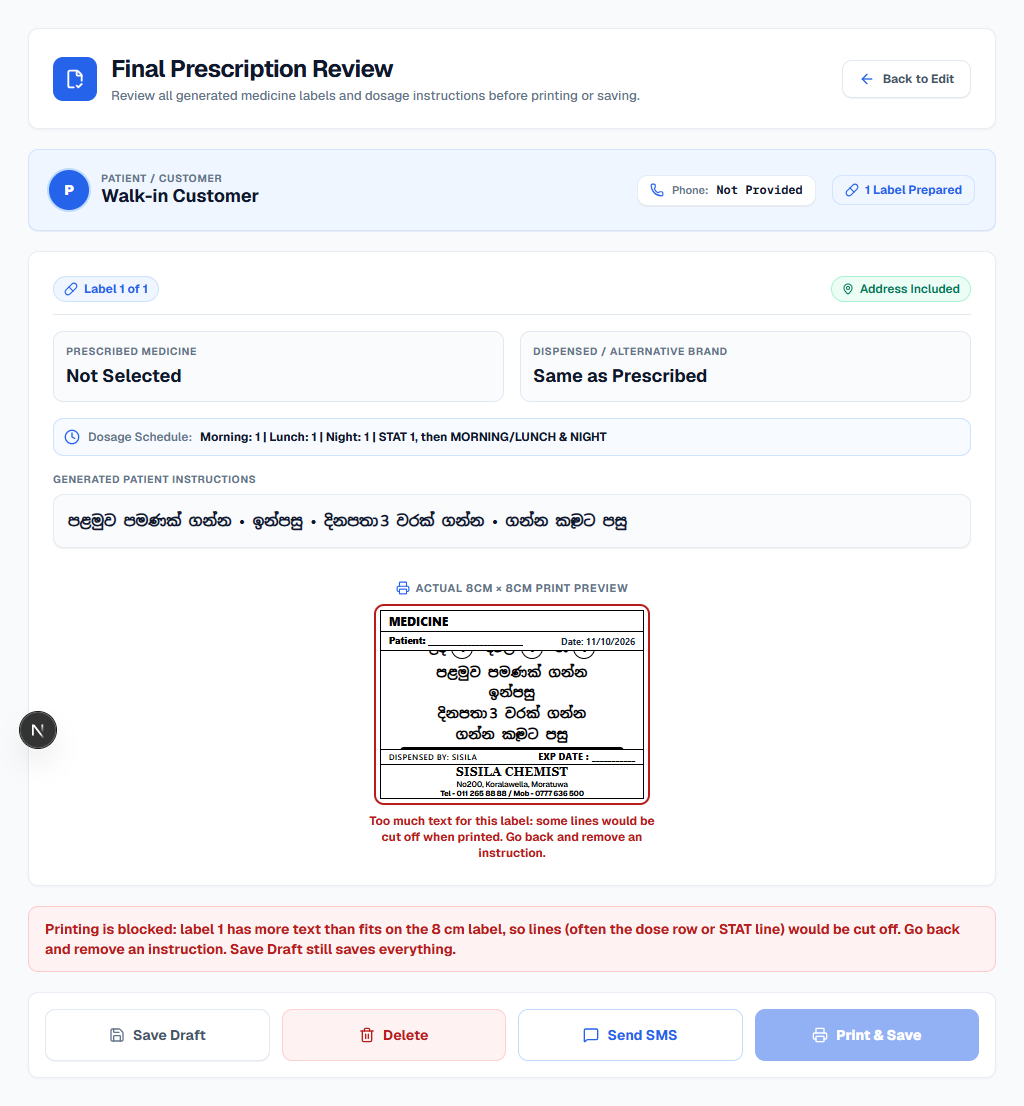 Final Prescription Review
Review all generated medicine labels and dosage instructions before printing or saving.
Back to Edit
P
PATIENT / CUSTOMER
Walk-in Customer
Phone: Not Provided
1 Label Prepared
Label 1 of 1
Address Included
PRESCRIBED MEDICINE
Not Selected
DISPENSED / ALTERNATIVE BRAND
Same as Prescribed
Dosage Schedule: Morning: 1 | Lunch: 1 | Night: 1 | STAT 1, then MORNING/LUNCH & NIGHT
GENERATED PATIENT INSTRUCTIONS
පළමුව පමණක් ගන්න • ඉන්පසු • දිනපතා 3 වරක් ගන්න • ගන්න කෑමට පසු
ACTUAL 8CM × 8CM PRINT PREVIEW
MEDICINE
Patient: ____________________ Date: 11/10/2026
පළමුව පමණක් ගන්න
ඉන්පසු
දිනපතා 3 වරක් ගන්න
ගන්න කෑමට පසු
DISPENSED BY: SISILA EXP DATE : __________
SISILA CHEMIST
No200, Koralawella, Moratuwa
Tel - 011 265 88 88 / Mob - 0777 636 500
N
Too much text for this label: some lines would be
cut off when printed. Go back and remove an
instruction.
Printing is blocked: label 1 has more text than fits on the 8 cm label, so lines (often the dose row or STAT line) would be cut off. Go back
and remove an instruction. Save Draft still saves everything.
Save Draft
Delete
Send SMS
Print & Save